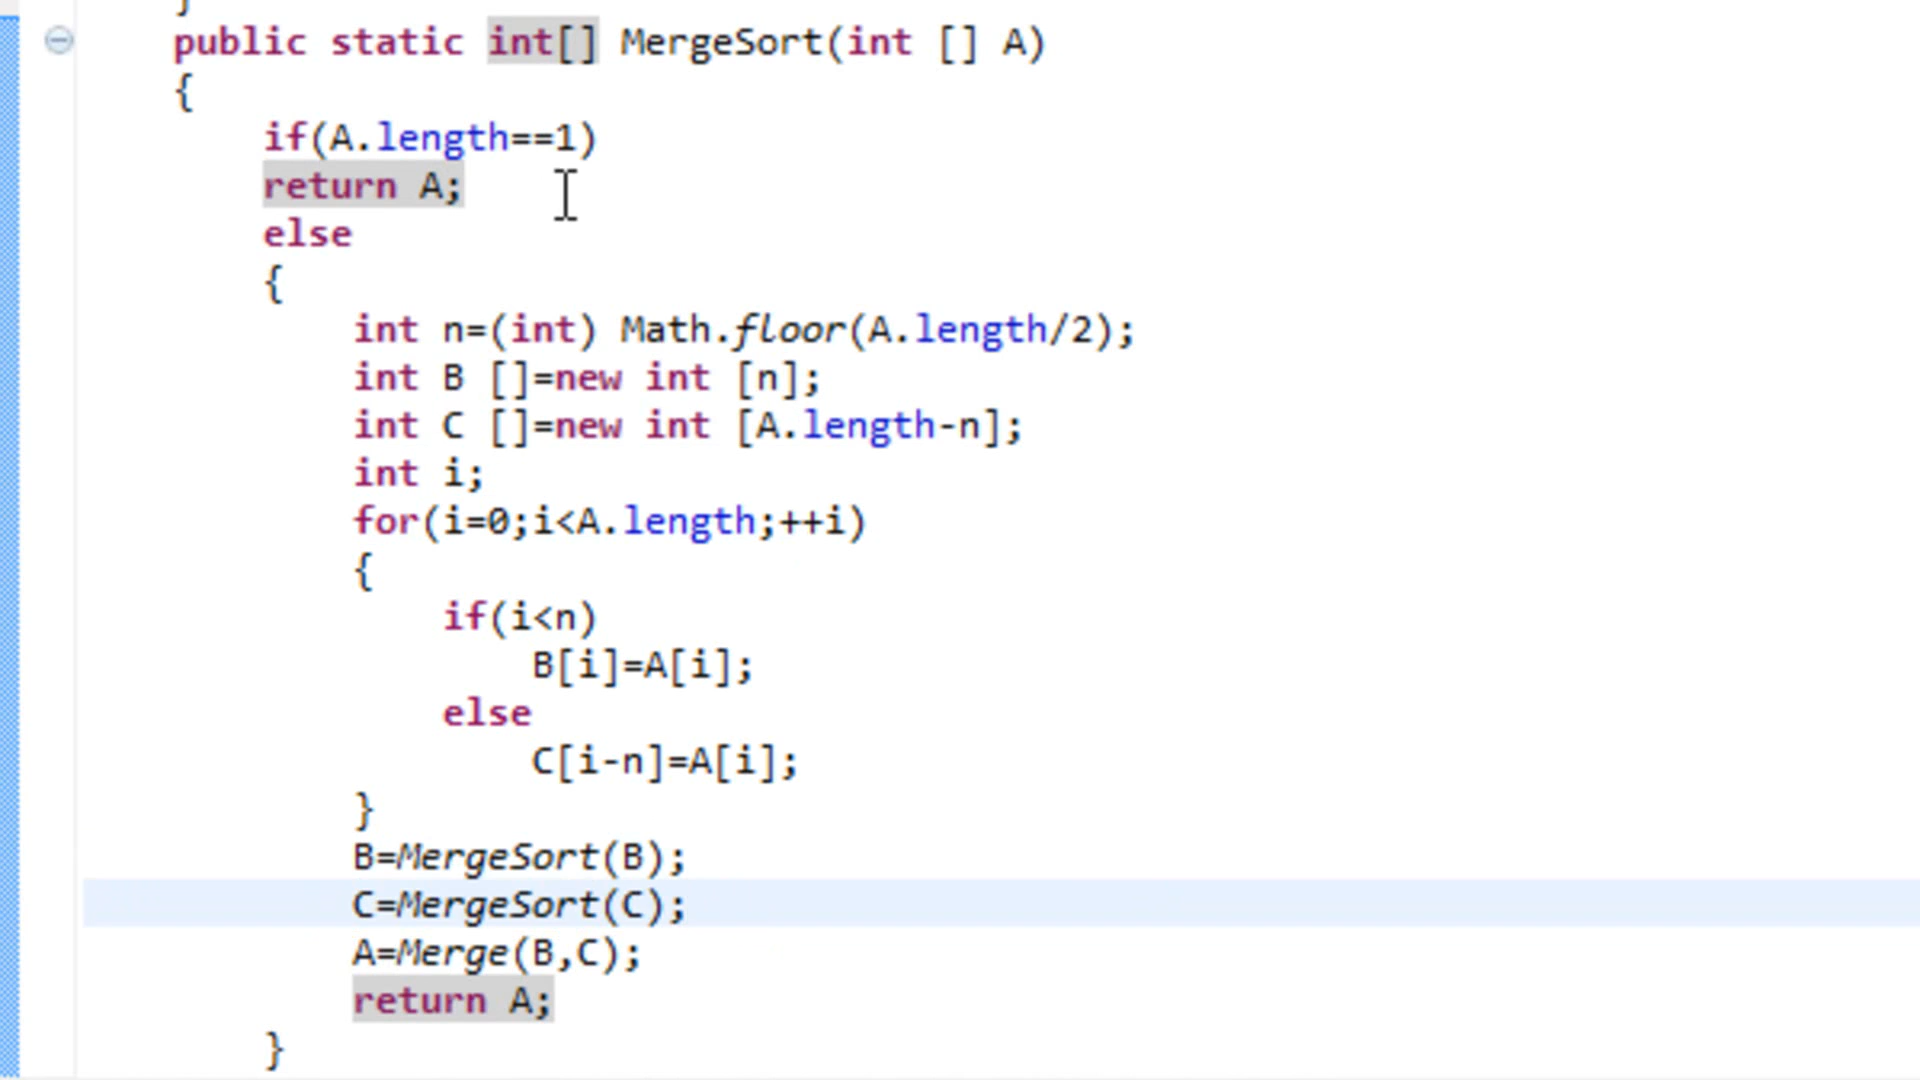 }
public static int[] MergeSort(int [] A)
{
if(A.length==1)
return A;
else
{
int n=(int) Math.floor(A.length/2);
int B []=new int [n];
int C []=new int [A.length-n];
int i;
for(i=0;i<A.length;++i)
{
if(i<n)
B[i]=A[i];
else
C[i-n]=A[i];
}
B=MergeSort(B);
C=MergeSort(C);
A=Merge(B,C);
return A;
}